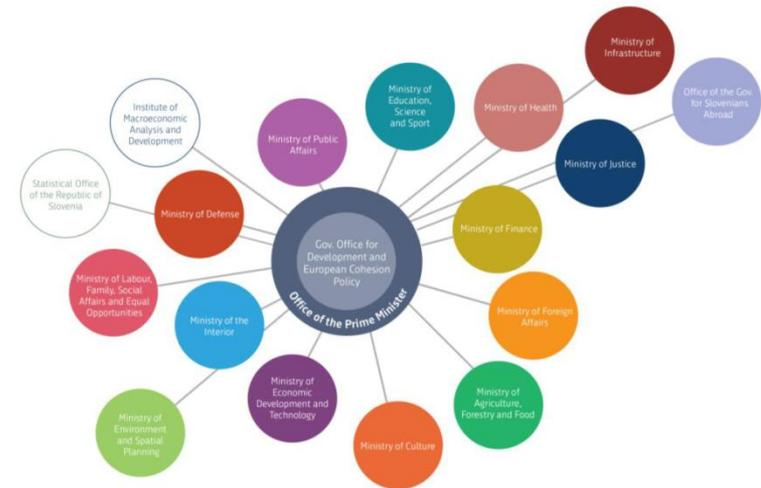 Ministry of
Infrastructure
Office of the Gov.
for Slovenians
Abroad
Ministry of
Education,
Science
and Sport
Ministry of Health
Institute of
Macroeconomic
Analysis and
Development
Ministry of Public
Affairs
Ministry of Justice
Statistical Office
of the Republic of
Slovenia
Ministry of Defense
Ministry of Finance
Gov. Office for
Development and
European Cohesion
Policy
Office of the Prime Minister
Ministry of Labour,
Family, Social
Affairs and Equal
Opportunities
Ministry of the
Interior
Ministry of Foreign
Affairs
Ministry of
Economic
Development and
Technology
Ministry of
Agriculture,
Forestry and Food
Ministry of
Environment
and Spatial
Planning
Ministry of Culture